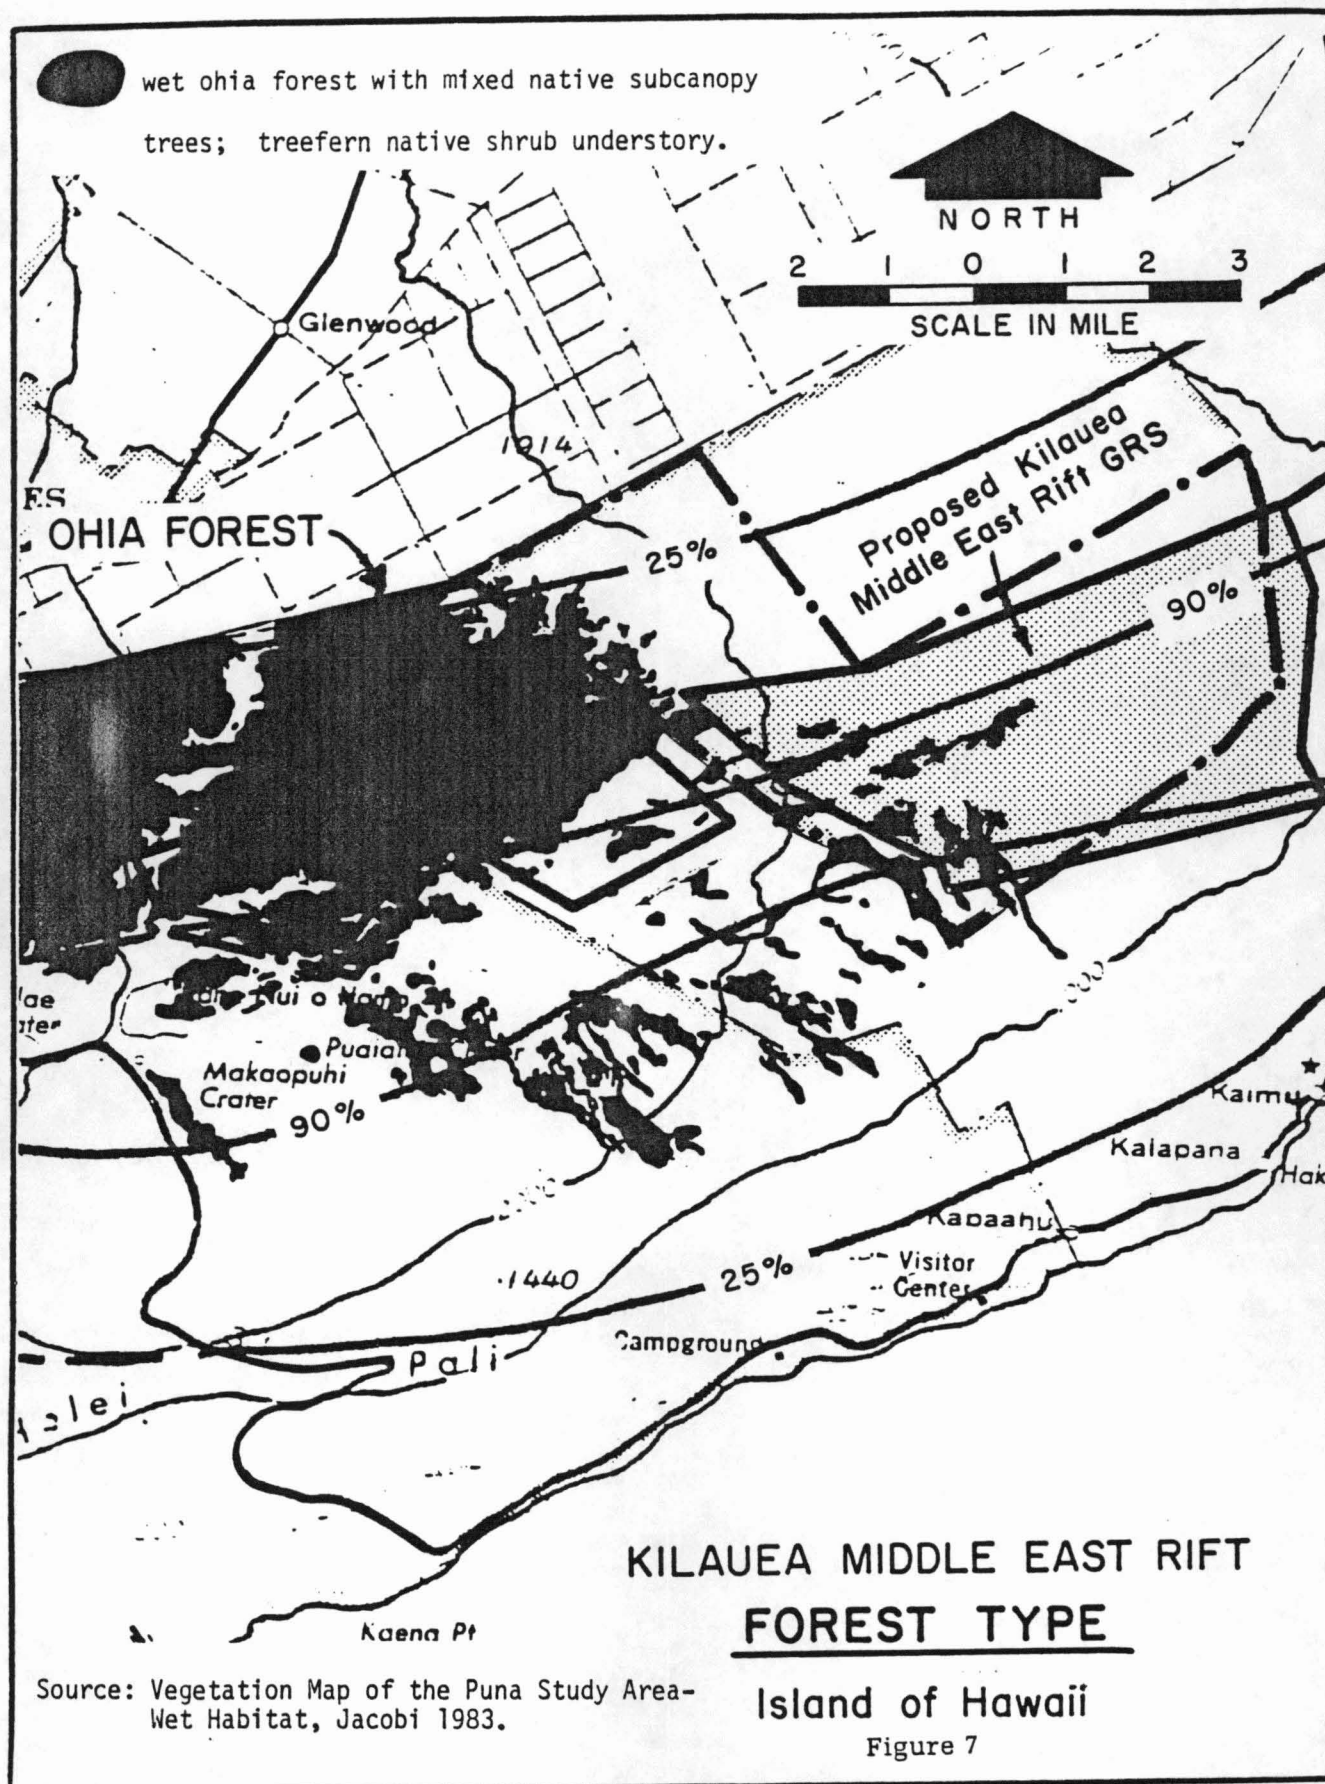 wet ohia forest with mixed native subcanopy
trees; treefern native shrub understory.
NORTH
2 1 0 1 2 3
SCALE IN MILE
Glenwood
1914
ES
OHIA FOREST
25%
Proposed Kilauea
Middle East Rift GRS
90%
Nui o
Makaopuhi
Crater
90%
Kaimu
Kalapana
Kapaahu
25%
Visitor
Center
1440
Campground
Pali
Kaena Pt
KILAUEA MIDDLE EAST RIFT
FOREST TYPE
Island of Hawaii
Figure 7
Source: Vegetation Map of the Puna Study Area-
Wet Habitat, Jacobi 1983.